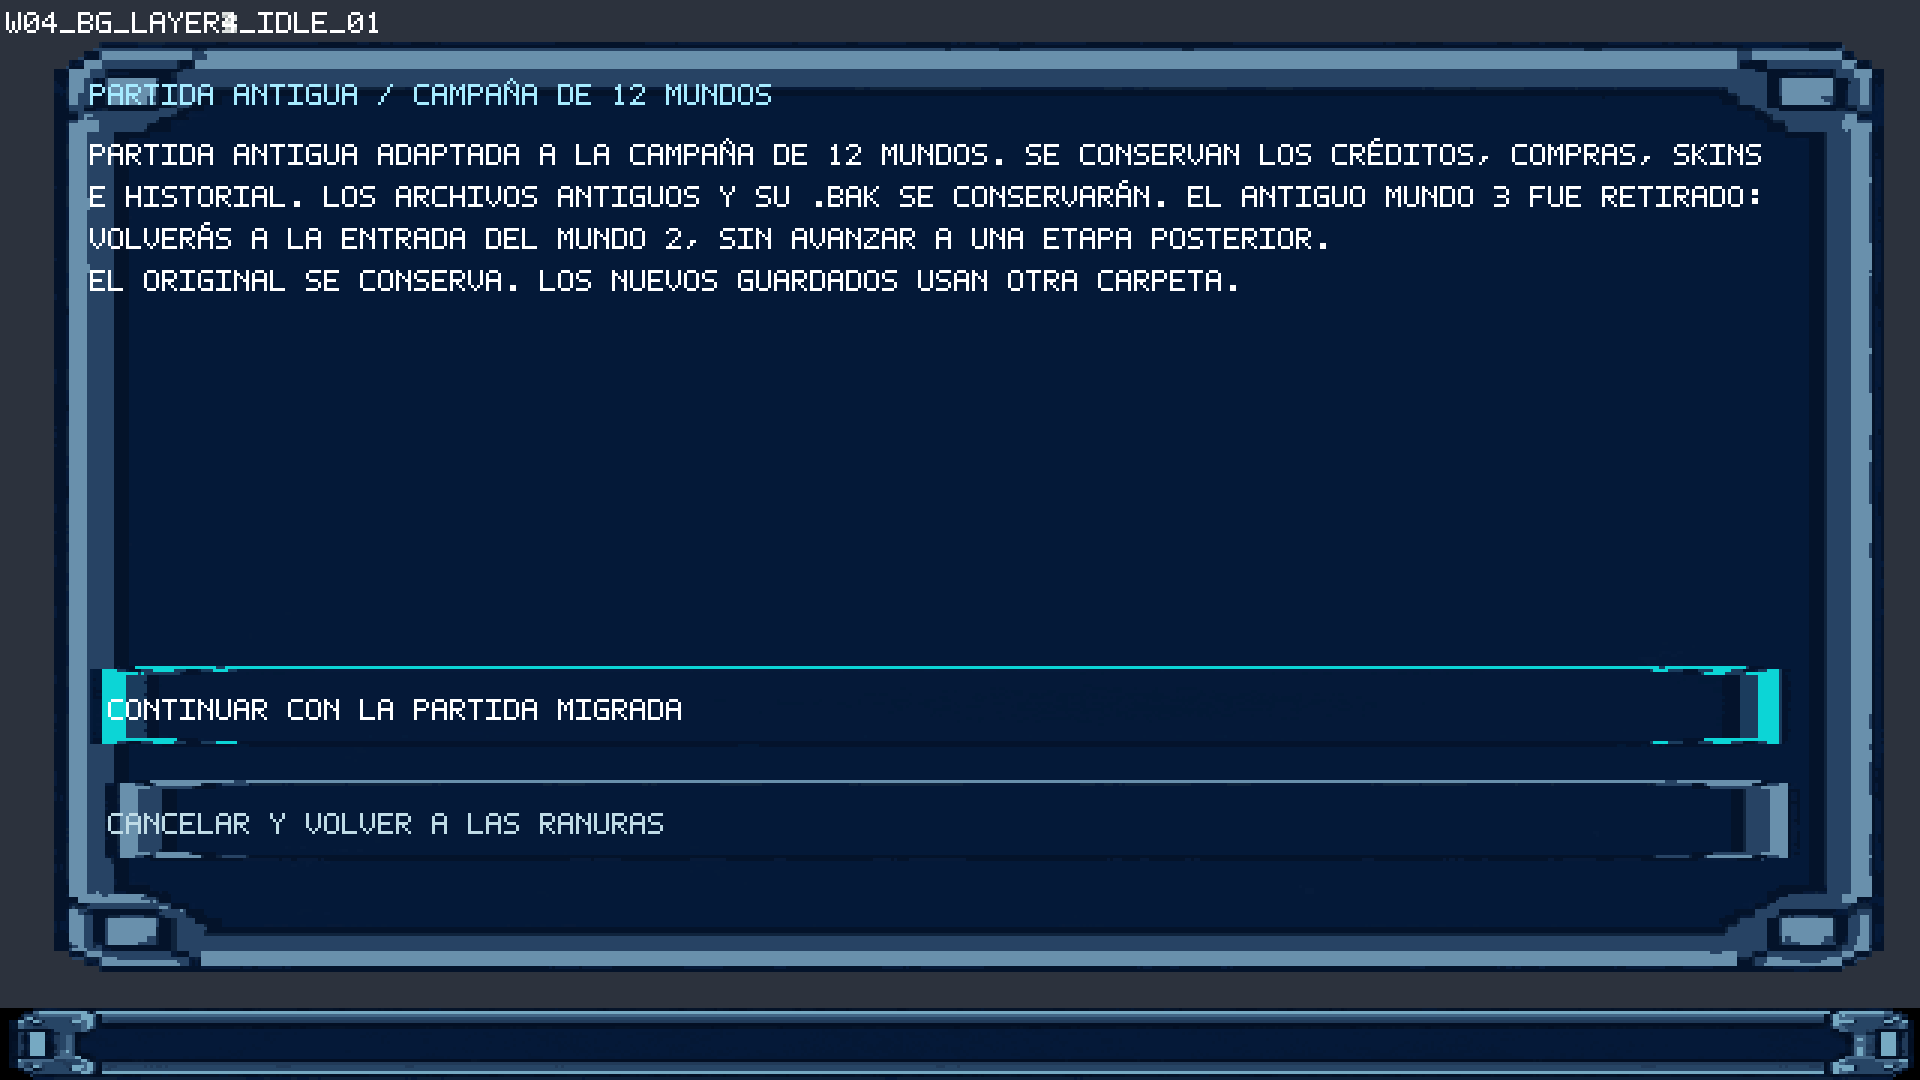 PARTIDA ANTIGUA / CAMPAÑA DE 12 MUNDOS
PARTIDA ANTIGUA ADAPTADA A LA CAMPAÑA DE 12 MUNDOS. SE CONSERVAN LOS CRÉDITOS, COMPRAS, SKINS
E HISTORIAL. LOS ARCHIVOS ANTIGUOS Y SU .BAK SE CONSERVARÁN. EL ANTIGUO MUNDO 3 FUE RETIRADO:
VOLVERÁS A LA ENTRADA DEL MUNDO 2, SIN AVANZAR A UNA ETAPA POSTERIOR.
EL ORIGINAL SE CONSERVA. LOS NUEVOS GUARDADOS USAN OTRA CARPETA.
CONTINUAR CON LA PARTIDA MIGRADA
CANCELAR Y VOLVER A LAS RANURAS